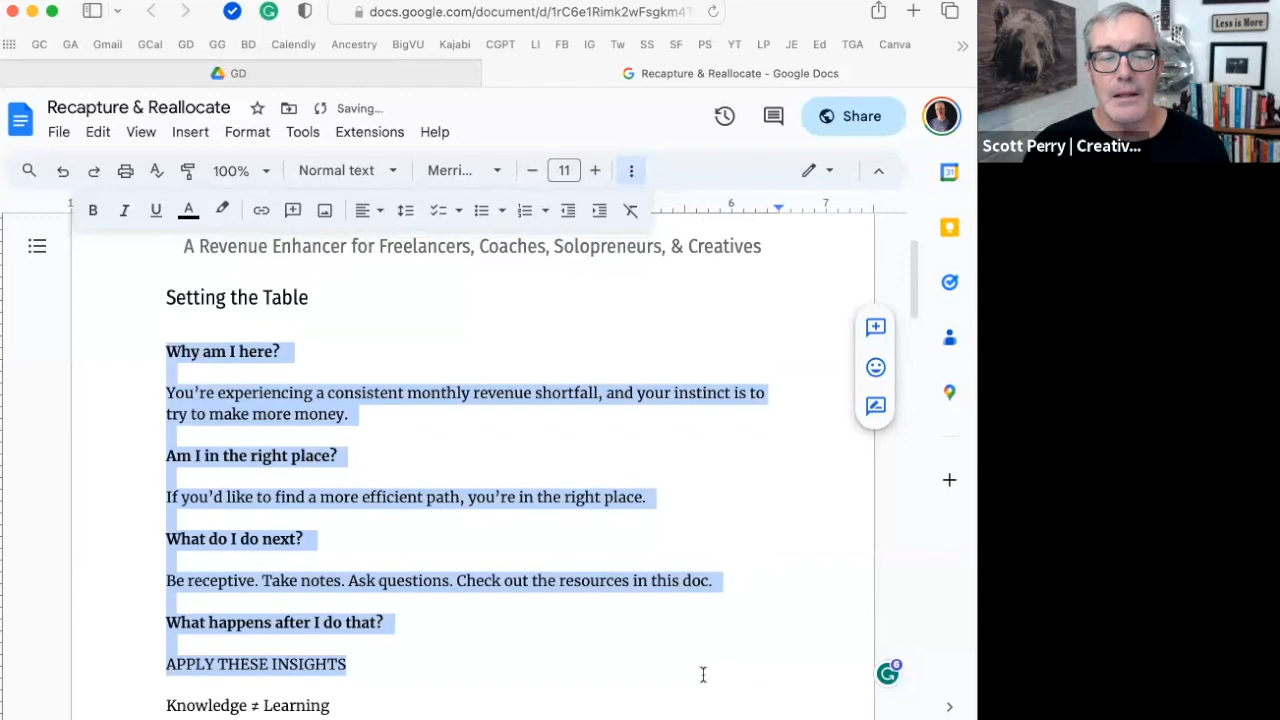 docs.google.com/document/d/1rC6e1Rimk2wFsgkm4
GC GA Gmail GCal GD GG BD Calendly Ancestry BigVU Kajabi CGPT LI FB IG Tw SS SF PS YT LP JE Ed TGA Canva
GD
Recapture & Reallocate - Google Docs
Recapture & Reallocate
Saving...
File Edit View Insert Format Tools Extensions Help
Share
100% Normal text Merri... 11
B I U A
1 6 7
A Revenue Enhancer for Freelancers, Coaches, Solopreneurs, & Creatives
Setting the Table
Why am I here?
You’re experiencing a consistent monthly revenue shortfall, and your instinct is to
try to make more money.
Am I in the right place?
If you’d like to find a more efficient path, you’re in the right place.
What do I do next?
Be receptive. Take notes. Ask questions. Check out the resources in this doc.
What happens after I do that?
APPLY THESE INSIGHTS
Knowledge ≠ Learning
31
Less is More
Scott Perry | Creativ...